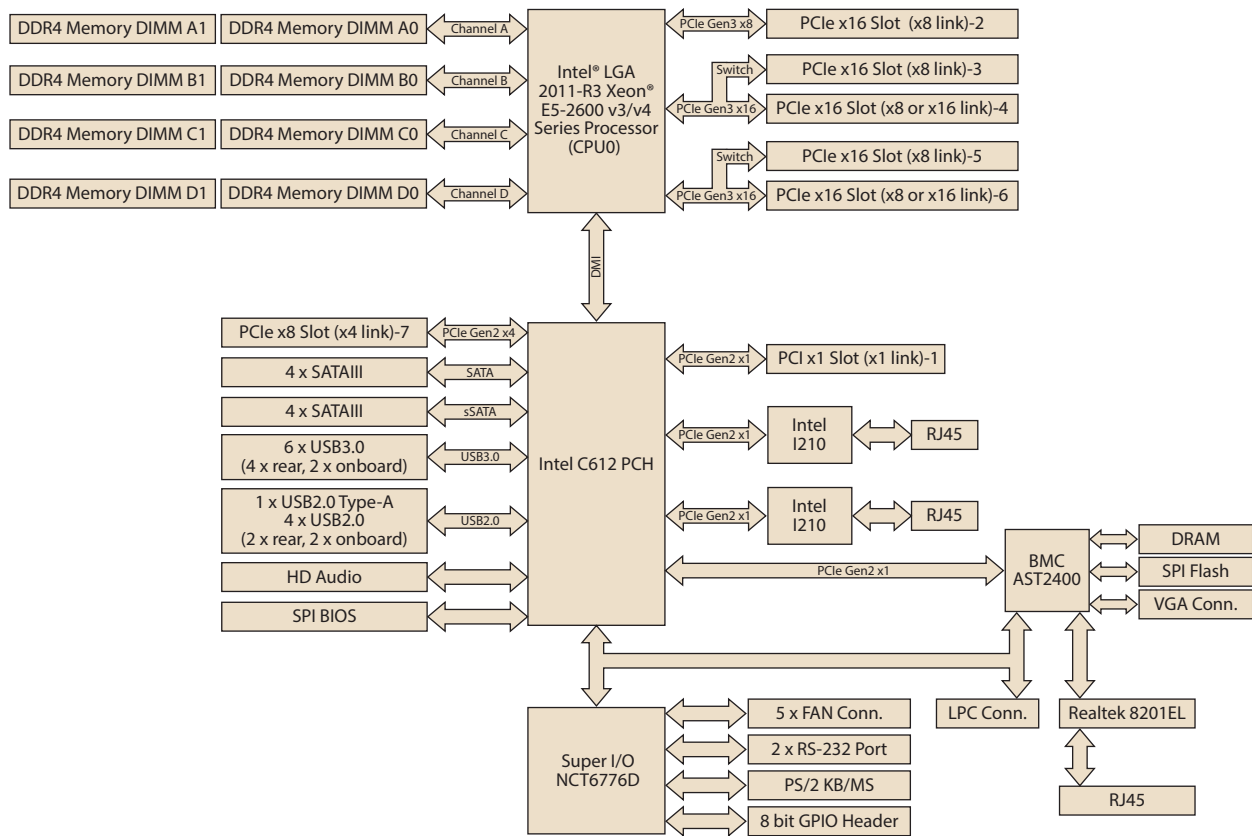 DDR4 Memory DIMM A1
DDR4 Memory DIMM A0
Channel A
DDR4 Memory DIMM B1
DDR4 Memory DIMM B0
Channel B
DDR4 Memory DIMM C1
DDR4 Memory DIMM C0
Channel C
DDR4 Memory DIMM D1
DDR4 Memory DIMM D0
Channel D
Intel® LGA
2011-R3 Xeon®
E5-2600 v3/v4
Series Processor
(CPU0)
PCIe Gen3 x8
PCIe x16 Slot (x8 link)-2
Switch
PCIe x16 Slot (x8 link)-3
PCIe Gen3 x16
PCIe x16 Slot (x8 or x16 link)-4
Switch
PCIe x16 Slot (x8 link)-5
PCIe Gen3 x16
PCIe x16 Slot (x8 or x16 link)-6
DMI
PCIe x8 Slot (x4 link)-7
PCIe Gen2 x4
4 x SATAIII
SATA
4 x SATAIII
sSATA
6 x USB3.0
(4 x rear, 2 x onboard)
USB3.0
1 x USB2.0 Type-A
4 x USB2.0
(2 x rear, 2 x onboard)
USB2.0
HD Audio
SPI BIOS
Intel C612 PCH
PCIe Gen2 x1
PCI x1 Slot (x1 link)-1
PCIe Gen2 x1
Intel
I210
RJ45
PCIe Gen2 x1
Intel
I210
RJ45
PCIe Gen2 x1
BMC
AST2400
DRAM
SPI Flash
VGA Conn.
Super I/O
NCT6776D
5 x FAN Conn.
2 x RS-232 Port
PS/2 KB/MS
8 bit GPIO Header
LPC Conn.
Realtek 8201EL
RJ45